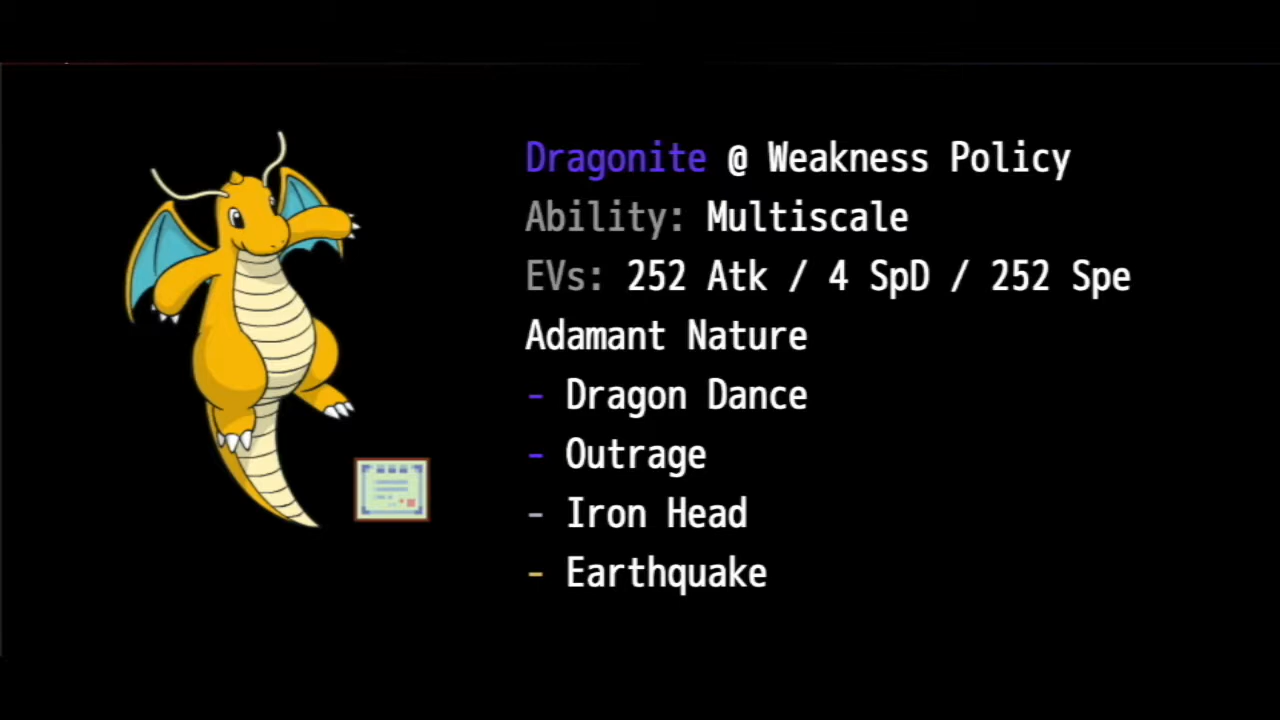 Dragonite @ Weakness Policy
Ability: Multiscale
EVs: 252 Atk / 4 SpD / 252 Spe
Adamant Nature
- Dragon Dance
- Outrage
- Iron Head
- Earthquake